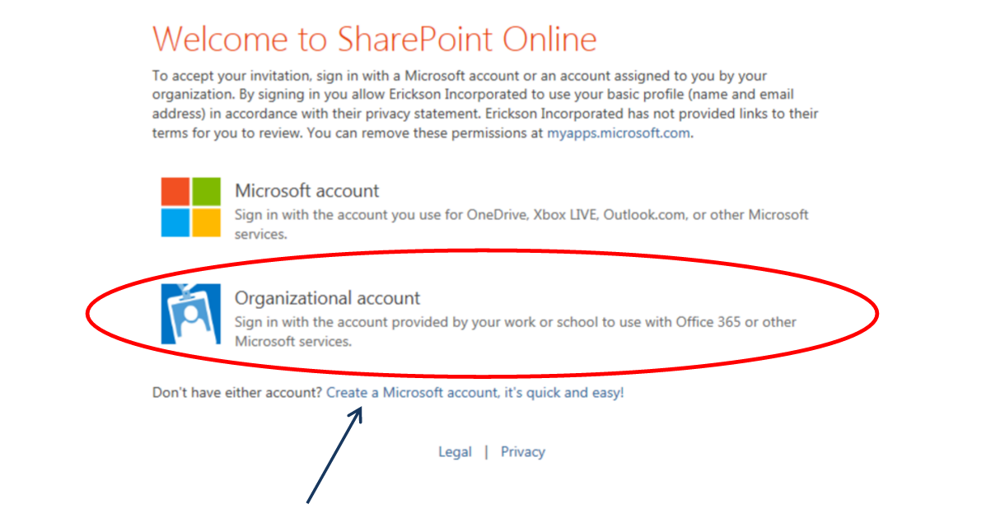 Welcome to SharePoint Online
To accept your invitation, sign in with a Microsoft account or an account assigned to you by your
organization. By signing in you allow Erickson Incorporated to use your basic profile (name and email
address) in accordance with their privacy statement. Erickson Incorporated has not provided links to their
terms for you to review. You can remove these permissions at myapps.microsoft.com.
Microsoft account
Sign in with the account you use for OneDrive, Xbox LIVE, Outlook.com, or other Microsoft
services.
Organizational account
Sign in with the account provided by your work or school to use with Office 365 or other
Microsoft services.
Don't have either account? Create a Microsoft account, it's quick and easy!
Legal | Privacy